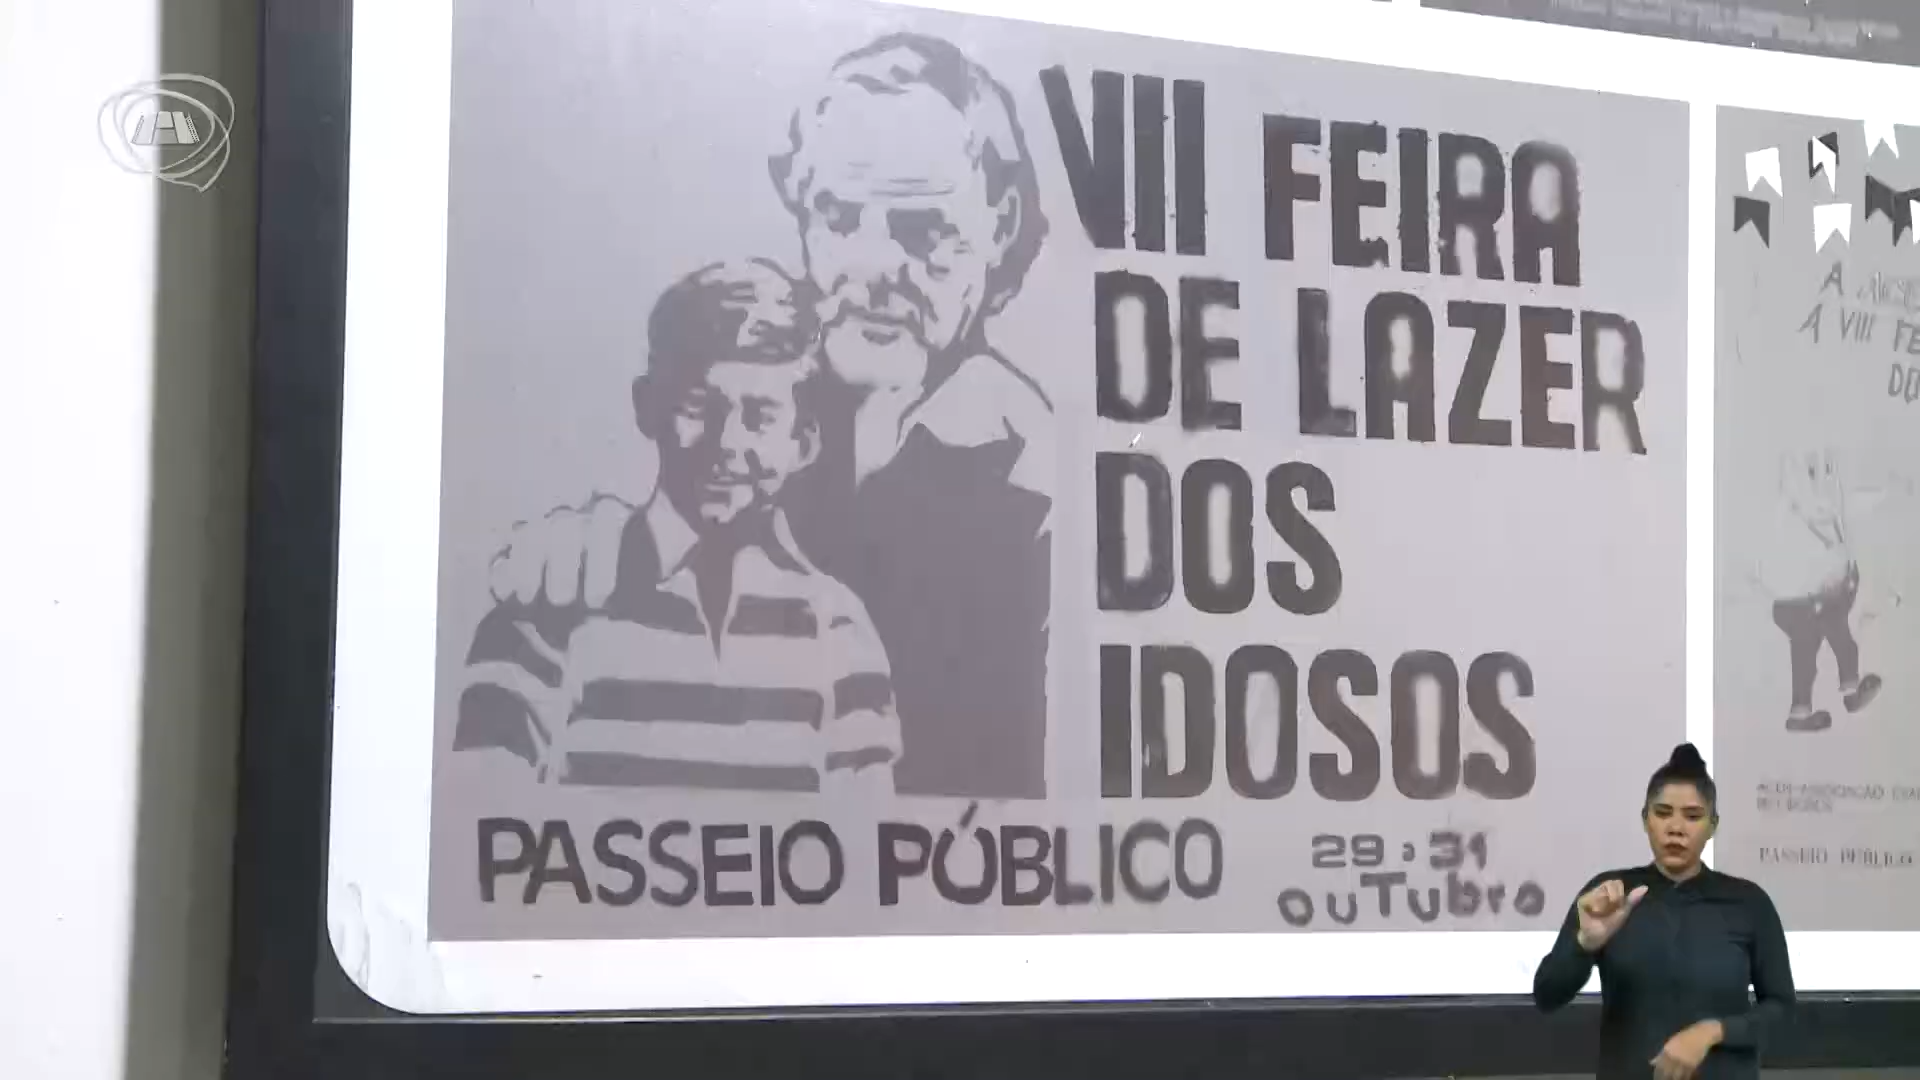 VII FEIRA
DE LAZER
DOS
IDOSOS
PASSEIO PÚBLICO
29 a 31
OUTUbro
A VIII FE
DO
PASSEIO PÚBLICO